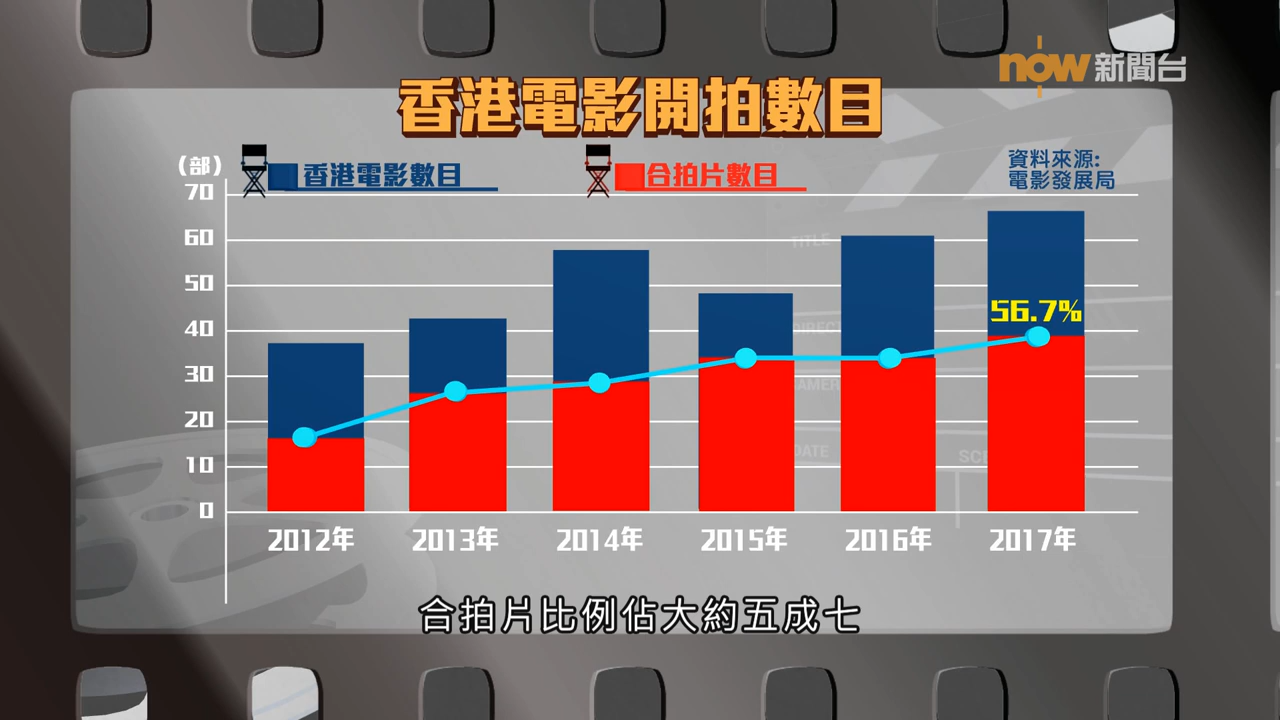 now 新聞台
香港電影開拍數目
(部)
香港電影數目
合拍片數目
資料來源:
電影發展局
70
60
50
40
30
20
10
0
56.7%
2012年 2013年 2014年 2015年 2016年 2017年
TITLE
DATE
合拍片比例佔大約五成七